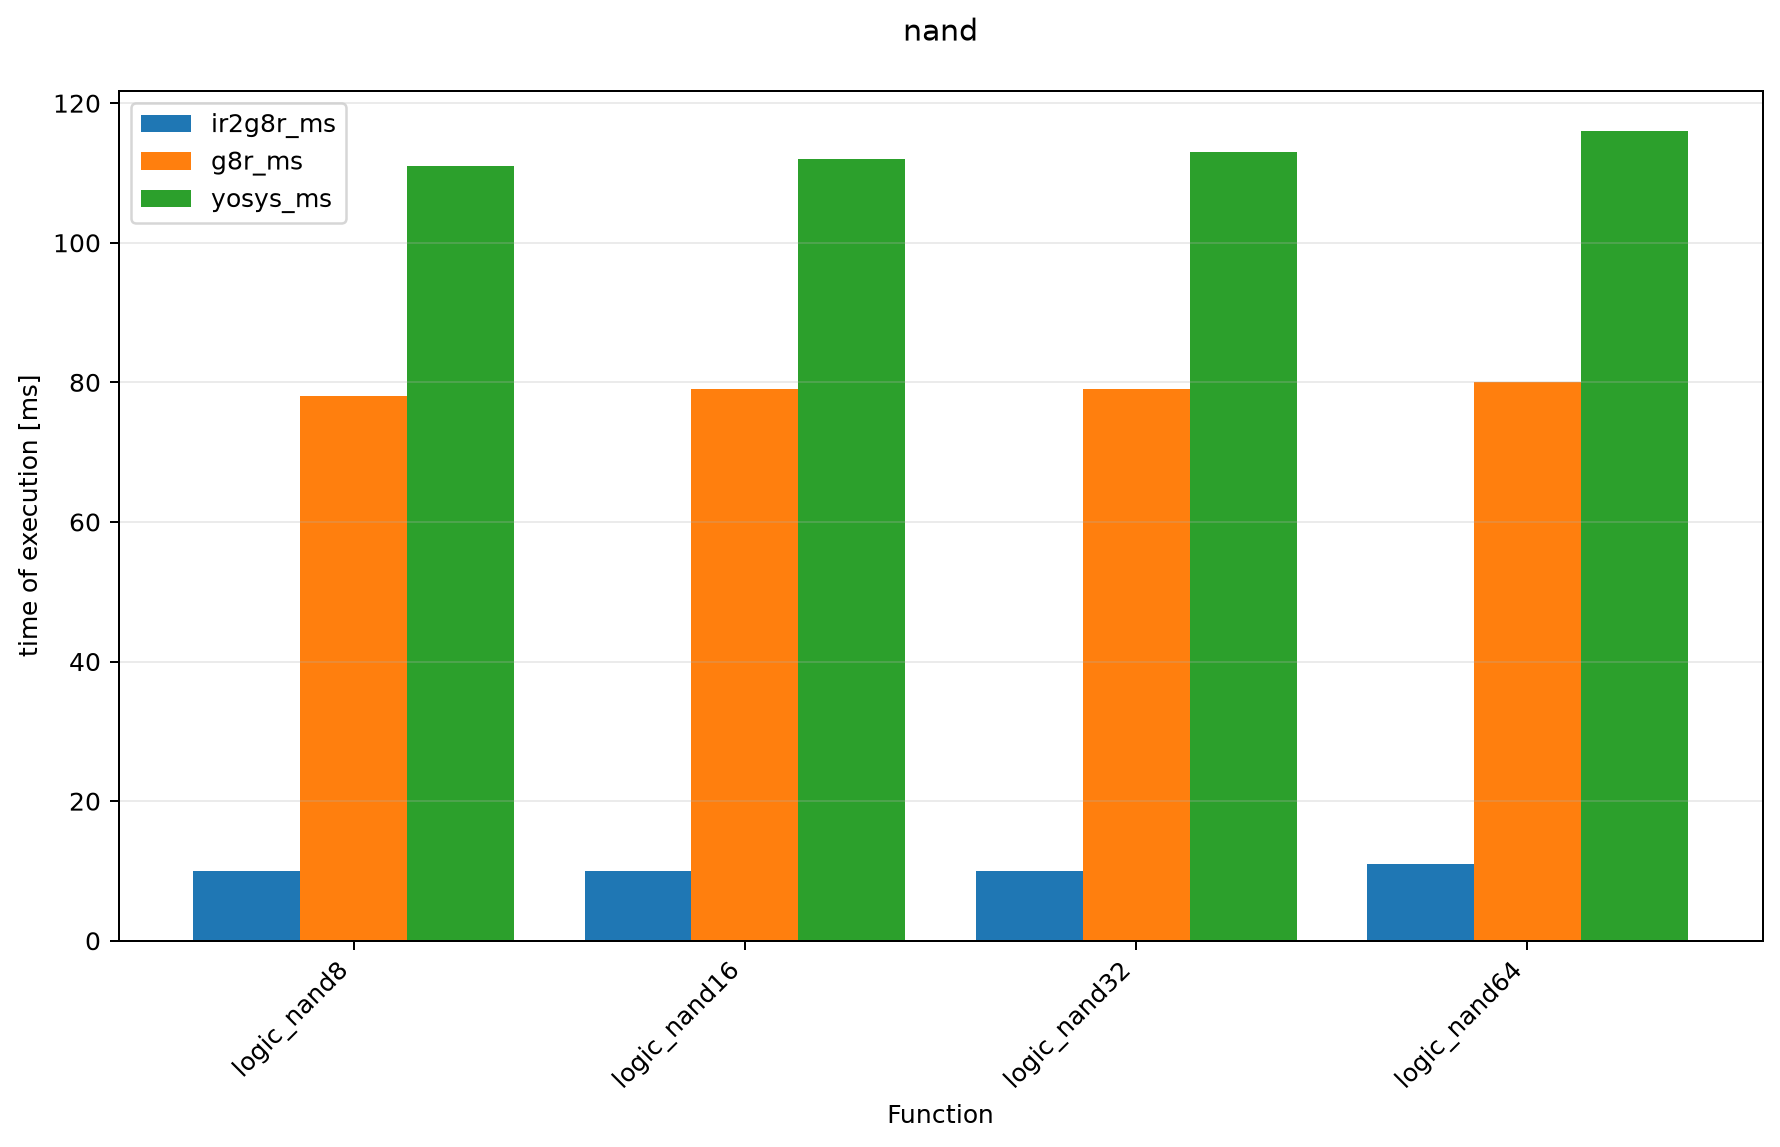 nand
120
100
80
60
40
20
0
time of execution [ms]
ir2g8r_ms
g8r_ms
yosys_ms
logic_nand8
logic_nand16
logic_nand32
logic_nand64
Function